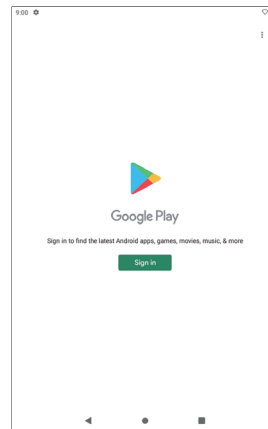 9:00
Google Play
Sign in to find the latest Android apps, games, movies, music, & more
Sign in